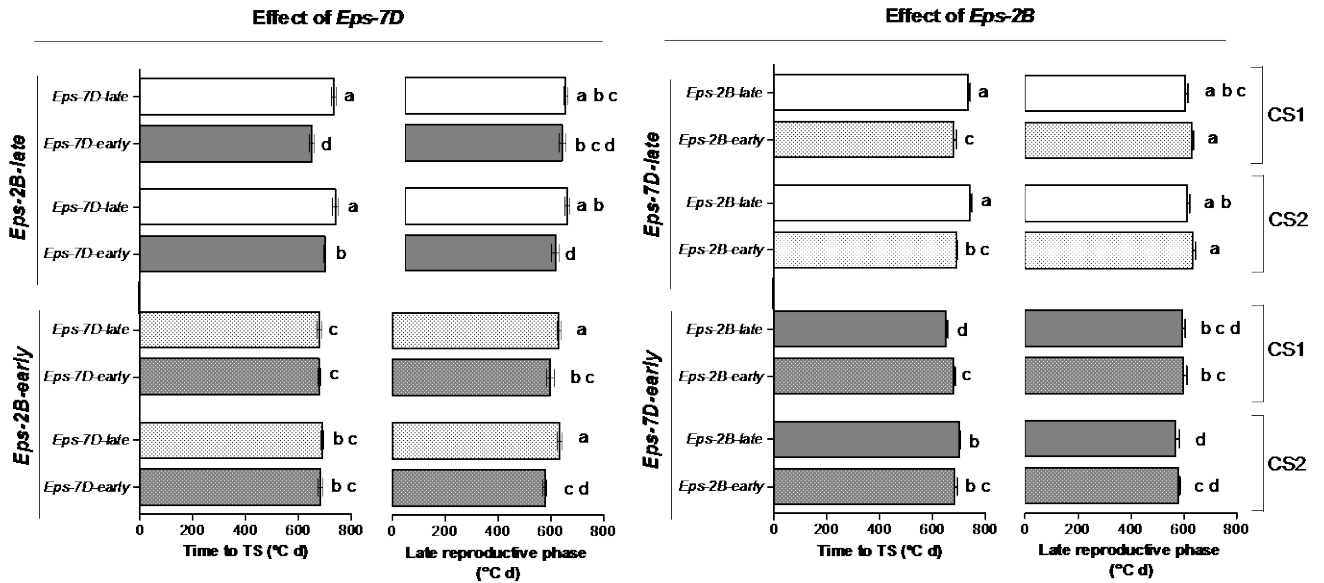 Effect of Eps-7D
Effect of Eps-2B
Eps-2B-late
Eps-7D-late
a
a b c
Eps-7D-early
d
b c d
Eps-7D-late
a
a b
Eps-7D-early
b
d
Eps-2B-early
Eps-7D-late
c
a
Eps-7D-early
c
b c
Eps-7D-late
b c
a
Eps-7D-early
b c
c d
0 200 400 600 800
Time to TS (°C d)
0 200 400 600 800
Late reproductive phase
(°C d)
Eps-7D-late
Eps-2B-late
a
a b c
CS1
Eps-2B-early
c
a
Eps-2B-late
a
a b
CS2
Eps-2B-early
b c
a
Eps-7D-early
Eps-2B-late
d
b c d
CS1
Eps-2B-early
c
b c
Eps-2B-late
b
d
CS2
Eps-2B-early
b c
c d
0 200 400 600 800
Time to TS (°C d)
0 200 400 600 800
Late reproductive phase
(°C d)